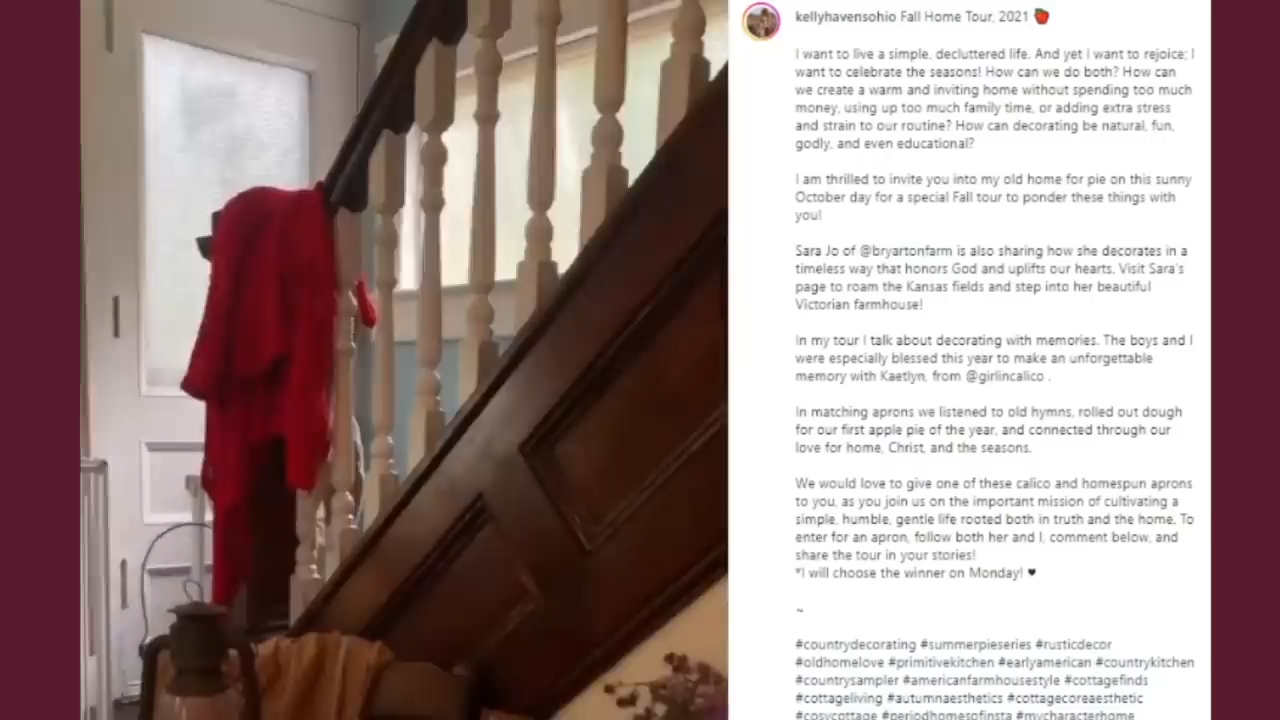 kellyhavensohio Fall Home Tour, 2021 🍎
I want to live a simple, decluttered life. And yet I want to rejoice; I
want to celebrate the seasons! How can we do both? How can
we create a warm and inviting home without spending too much
money, using up too much family time, or adding extra stress
and strain to our routine? How can decorating be natural, fun,
godly, and even educational?
I am thrilled to invite you into my old home for pie on this sunny
October day for a special Fall tour to ponder these things with
you!
Sara Jo of @bryartonfarm is also sharing how she decorates in a
timeless way that honors God and uplifts our hearts. Visit Sara's
page to roam the Kansas fields and step into her beautiful
Victorian farmhouse!
In my tour I talk about decorating with memories. The boys and I
were especially blessed this year to make an unforgettable
memory with Kaetlyn, from @girlincalico .
In matching aprons we listened to old hymns, rolled out dough
for our first apple pie of the year, and connected through our
love for home, Christ, and the seasons.
We would love to give one of these calico and homespun aprons
to you, as you join us on the important mission of cultivating a
simple, humble, gentle life rooted both in truth and the home. To
enter for an apron, follow both her and I, comment below, and
share the tour in your stories!
*I will choose the winner on Monday! ♥
~
#countrydecorating #summerpieseries #rusticdecor
#oldhomelove #primitivekitchen #earlyamerican #countrykitchen
#countrysampler #americanfarmhousestyle #cottagefinds
#cottageliving #autumnaesthetics #cottagecoreaesthetic
#cosycottage #periodhomesofinsta #mycharacterhome